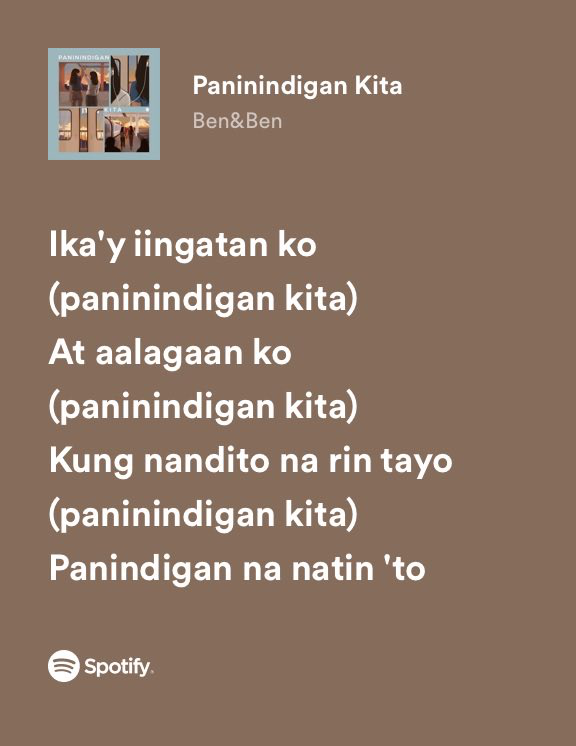 PANININDIGAN
KITA
Paninindigan Kita
Ben&Ben
Ika'y iingatan ko
(paninindigan kita)
At aalagaan ko
(paninindigan kita)
Kung nandito na rin tayo
(paninindigan kita)
Panindigan na natin 'to
Spotify